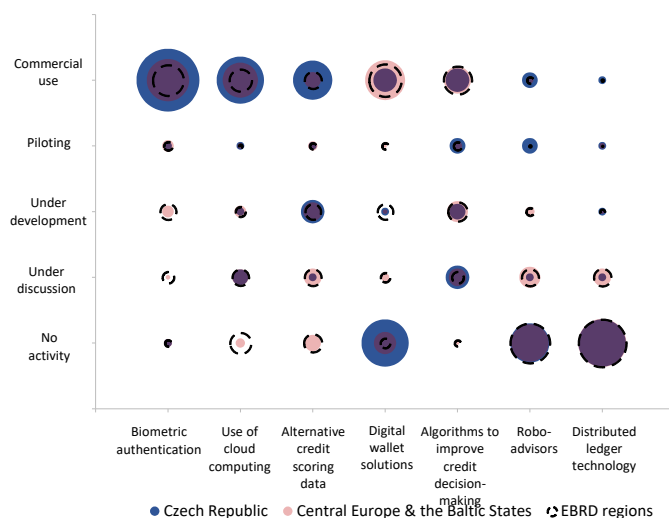 Commercial
use
Piloting
Under
development
Under
discussion
No
activity
Biometric
authentication
Use of
cloud
computing
Alternative
credit
scoring
data
Digital
wallet
solutions
Algorithms to
improve
credit
decision-
making
Robo-
advisors
Distributed
ledger
technology
Czech Republic
Central Europe & the Baltic States
EBRD regions